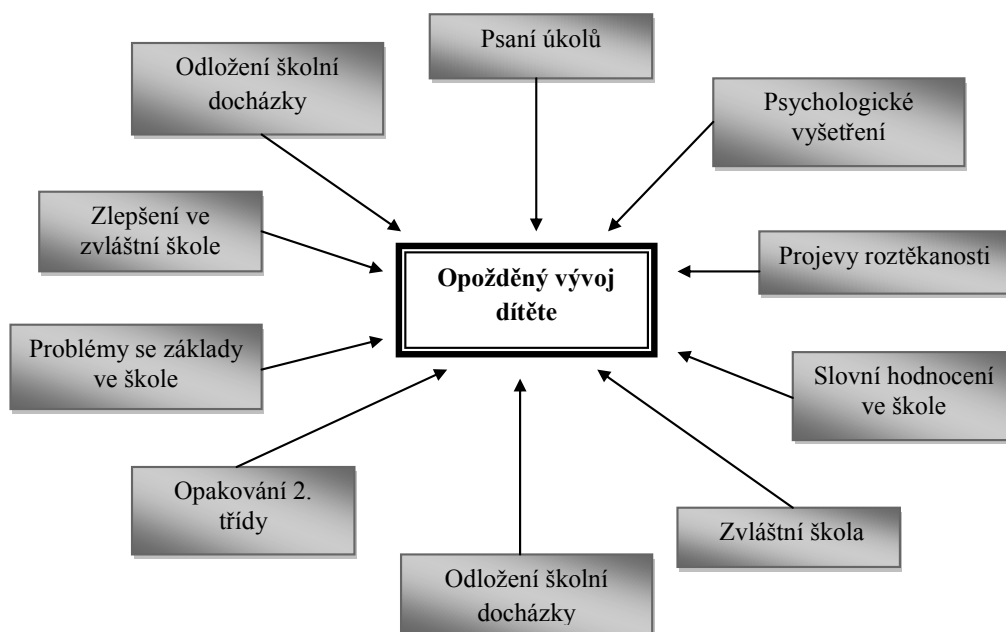 Psaní úkolů
Odložení školní
docházky
Psychologické
vyšetření
Zlepšení ve
zvláštní škole
Projevy roztěkanosti
Opožděný vývoj
dítěte
Problémy se základy
ve škole
Slovní hodnocení
ve škole
Opakování 2.
třídy
Zvláštní škola
Odložení školní
docházky